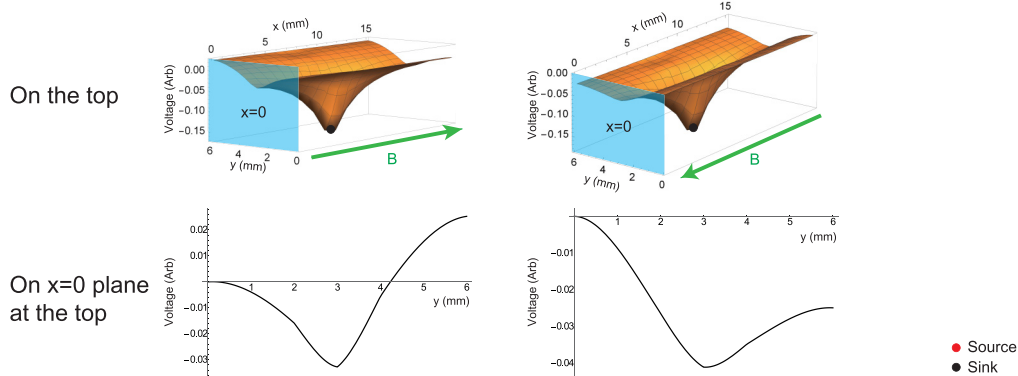 On the top
x (mm)
0
5
10
15
Voltage (Arb)
0.00
−0.05
−0.10
−0.15
x=0
6
4
2
0
y (mm)
B
x (mm)
0
5
10
15
Voltage (Arb)
0.00
−0.05
−0.10
−0.15
x=0
6
4
2
0
y (mm)
B
On x=0 plane
at the top
Voltage (Arb)
0.02
0.01
−0.01
−0.02
−0.03
1
2
3
4
5
6
y (mm)
Voltage (Arb)
−0.01
−0.02
−0.03
−0.04
1
2
3
4
5
6
y (mm)
Source
Sink